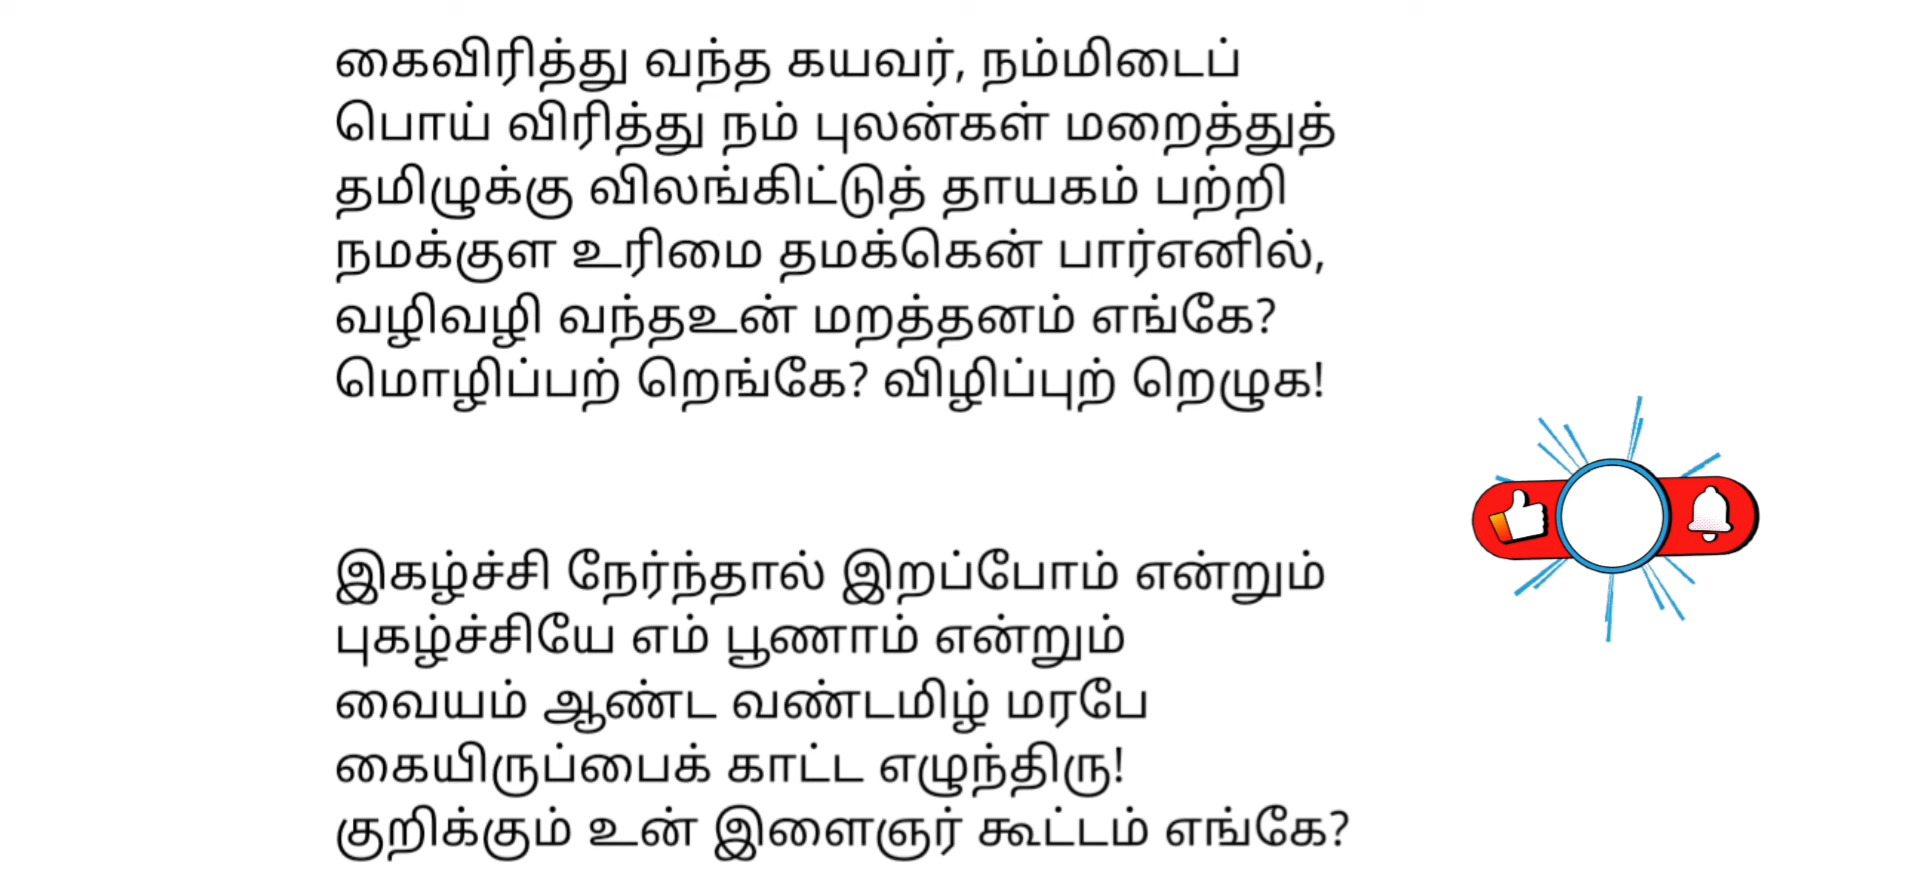 கைவிரித்து வந்த கயவர், நம்மிடைப்
பொய் விரித்து நம் புலன்கள் மறைத்துத்
தமிழுக்கு விலங்கிட்டுத் தாயகம் பற்றி
நமக்குள உரிமை தமக்கென் பார்எனில்,
வழிவழி வந்தஉன் மறத்தனம் எங்கே?
மொழிப்பற் றெங்கே? விழிப்புற் றெழுக!
இகழ்ச்சி நேர்ந்தால் இறப்போம் என்றும்
புகழ்ச்சியே எம் பூணாம் என்றும்
வையம் ஆண்ட வண்டமிழ் மரபே
கையிருப்பைக் காட்ட எழுந்திரு!
குறிக்கும் உன் இளைஞர் கூட்டம் எங்கே?